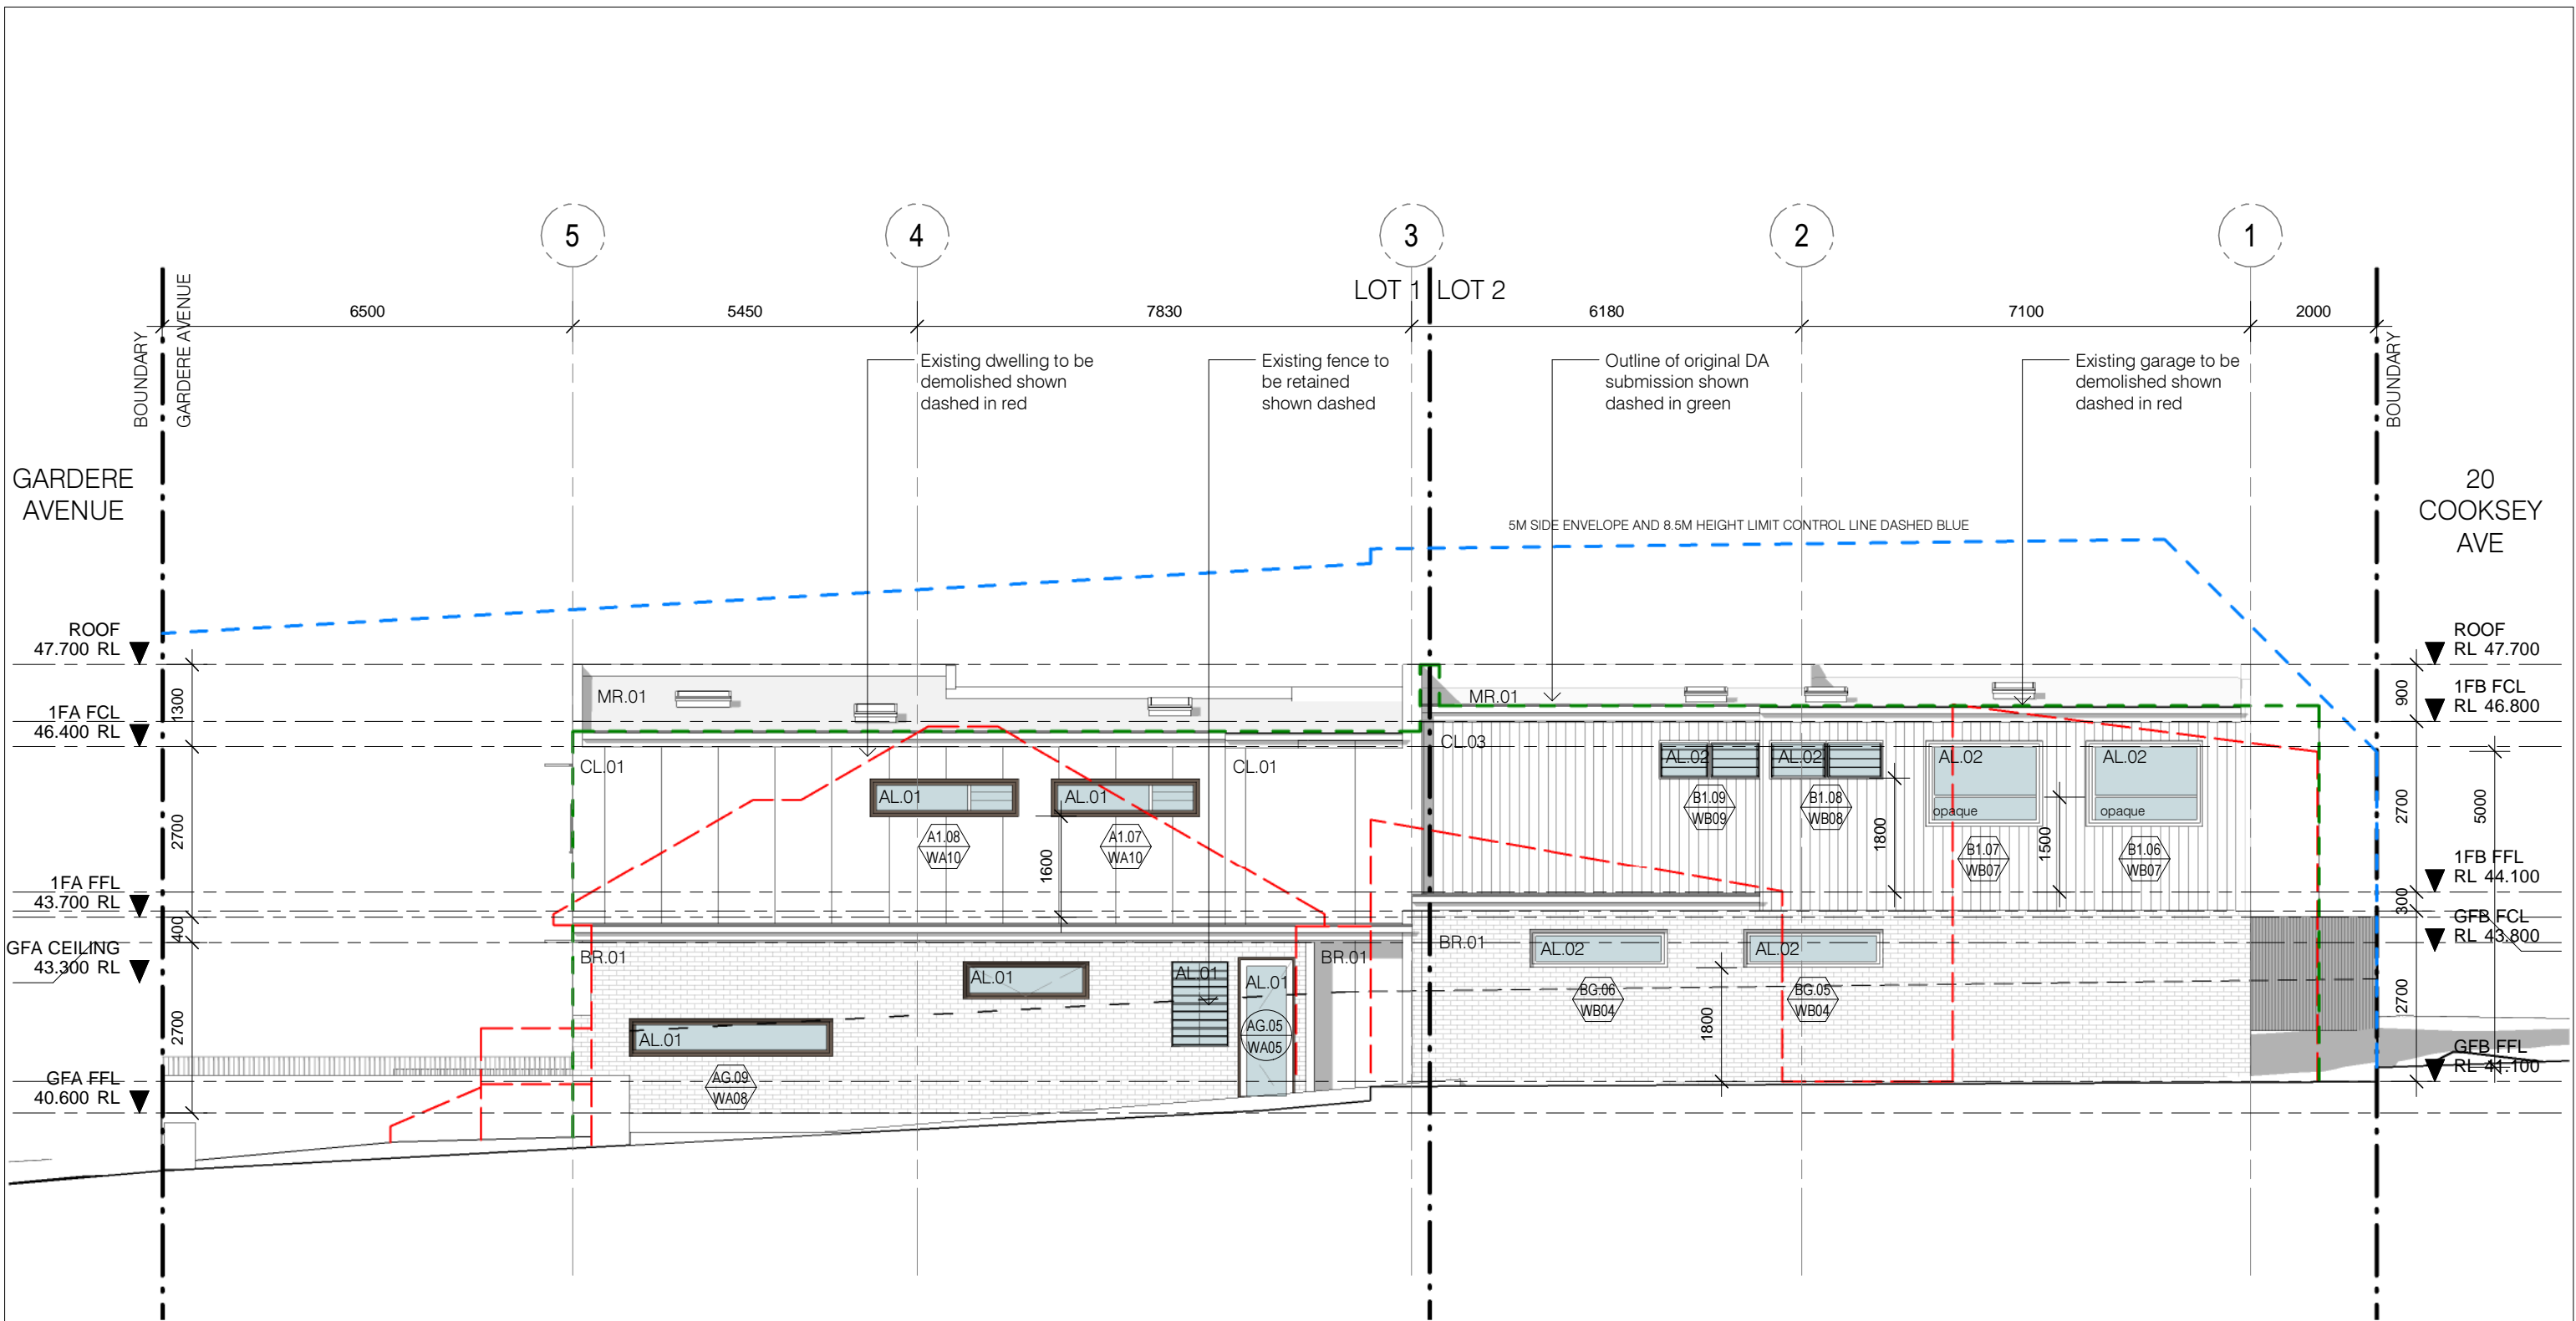 5
4
3
2
1
LOT 1
LOT 2
6500
5450
7830
6180
7100
2000
BOUNDARY
GARDERE AVENUE
BOUNDARY
Existing dwelling to be
demolished shown
dashed in red
Existing fence to
be retained
shown dashed
Outline of original DA
submission shown
dashed in green
Existing garage to be
demolished shown
dashed in red
GARDERE
AVENUE
20
COOKSEY
AVE
5M SIDE ENVELOPE AND 8.5M HEIGHT LIMIT CONTROL LINE DASHED BLUE
ROOF
47.700 RL
1FA FCL
46.400 RL
1FA FFL
43.700 RL
GFA CEILING
43.300 RL
GFA FFL
40.600 RL
1300
2700
400
2700
MR.01
MR.01
CL.01
CL.01
CL.03
AL.01
AL.01
AL.02
AL.02
AL.02
opaque
AL.02
opaque
A1.08
WA10
A1.07
WA10
1600
B1.09
WB09
B1.08
WB08
1800
B1.07
WB07
1500
B1.06
WB07
BR.01
BR.01
BR.01
AL.01
AL.01
AL.01
AL.01
AG.09
WA08
AG.05
WA05
AL.02
AL.02
BG.06
WB04
BG.05
WB04
1800
ROOF
RL 47.700
1FB FCL
RL 46.800
1FB FFL
RL 44.100
GFB FCL
RL 43.800
GFB FFL
RL 41.100
900
2700
300
2700
5000